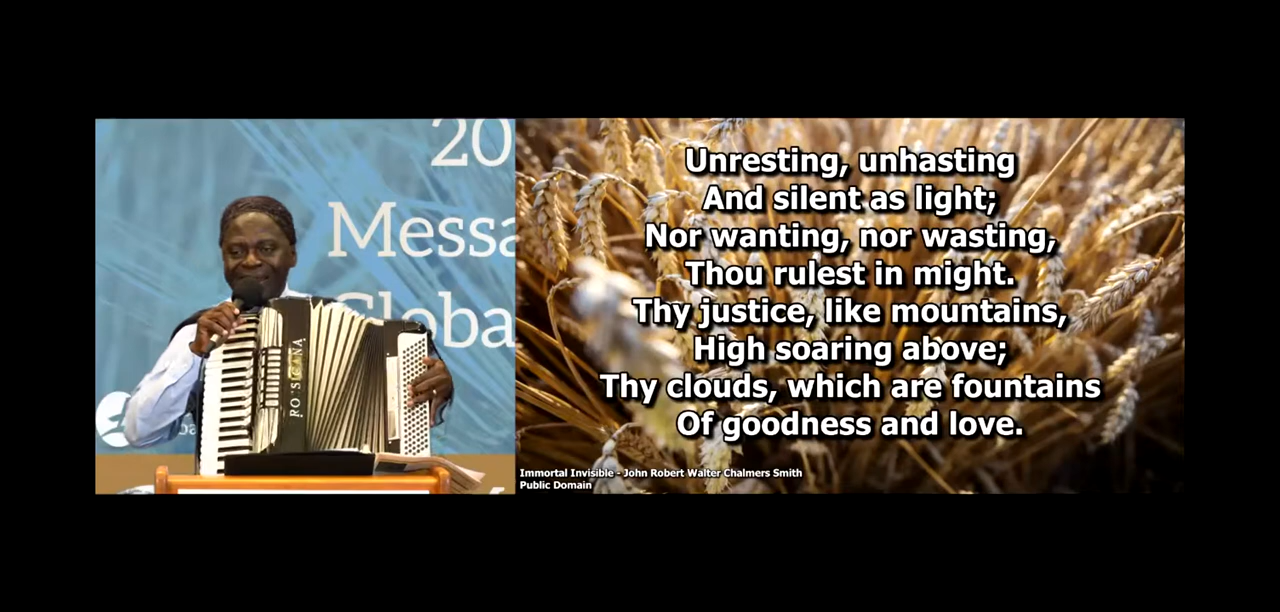 20
Messa
Globa
Unresting, unhasting
And silent as light;
Nor wanting, nor wasting,
Thou rulest in might.
Thy justice, like mountains,
High soaring above;
Thy clouds, which are fountains
Of goodness and love.
Immortal Invisible - John Robert Walter Chalmers Smith
Public Domain